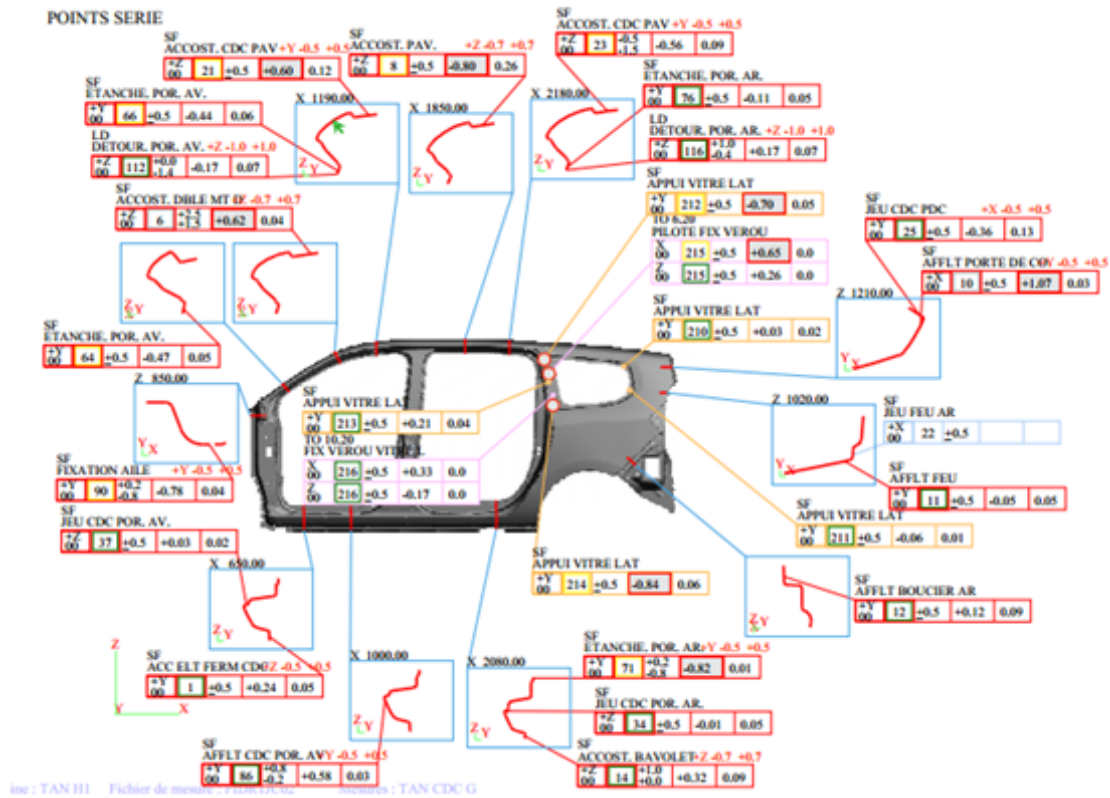 POINTS SERIE
SF
ACCOST. CDC PAV +Y -0.5 +0.5
+Z 00 21 ±0.5 +0.60 0.12
SF
ACCOST. PAV. +Z -0.7 +0.7
+Z 00 8 ±0.5 -0.80 0.26
SF
ACCOST. CDC PAV +Y -0.5 +0.5
+Z 00 23 -0.5 -1.5 -0.56 0.09
SF
ETANCHE. POR. AV.
+Y 00 66 ±0.5 -0.44 0.06
LD
DETOUR. POR. AV. +Z -1.0 +1.0
+Z 00 112 +0.0 -1.4 -0.17 0.07
X 1190.00
X 1850.00
X 2180.00
SF
ETANCHE. POR. AR.
+Y 00 76 ±0.5 -0.11 0.05
LD
DETOUR. POR. AR. +Z -1.0 +1.0
+Z 00 116 +1.0 -0.4 +0.17 0.07
SF
ACCOST. DBLE MT -0.7 +0.7
+Z 00 6 +1.5 +0.62 0.04
SF
APPUI VITRE LAT
+Y 00 212 ±0.5 -0.70 0.05
TO 6.20
PILOTE FIX VEROU
X 00 215 ±0.5 +0.65 0.0
Z 00 215 ±0.5 +0.26 0.0
SF
JEU CDC PDC +X -0.5 +0.5
+Y 00 25 ±0.5 -0.36 0.13
SF
AFFLT PORTE DE -0.5 +0.5
+X 00 10 ±0.5 +1.07 0.03
SF
APPUI VITRE LAT
+Y 00 210 ±0.5 +0.03 0.02
Z 1210.00
SF
ETANCHE. POR. AV.
+Y 00 64 ±0.5 -0.47 0.05
Z 850.00
SF
APPUI VITRE LAT
+Y 00 213 ±0.5 +0.21 0.04
TO 10.20
FIX VEROU
X 00 216 ±0.5 +0.33 0.0
Z 00 216 ±0.5 -0.17 0.0
Z 1020.00
SF
JEU FEU AR
+X 00 22 ±0.5
SF
AFFLT FEU
+Y 00 11 ±0.5 -0.05 0.05
SF
FIXATION AILE +Y -0.5 +0.5
+Y 00 90 +0.2 -0.8 -0.78 0.04
SF
JEU CDC POR. AV.
+Z 00 37 ±0.5 +0.03 0.02
SF
APPUI VITRE LAT
+Y 00 211 ±0.5 -0.06 0.01
SF
APPUI VITRE LAT
+Y 00 214 ±0.5 -0.84 0.06
X 650.00
SF
AFFLT BOUCIER AR
+Y 00 12 ±0.5 +0.12 0.09
SF
ACC ELT FERM -0.5 +0.5
+Y 00 1 ±0.5 +0.24 0.05
X 1000.00
X 2080.00
SF
ETANCHE. POR. AR. +Y -0.5 +0.5
+Y 00 71 +0.2 -0.8 -0.82 0.01
SF
JEU CDC POR. AR.
+Z 00 34 ±0.5 -0.01 0.05
SF
ACCOST. BAVOLET +Z -0.7 +0.7
+Z 00 14 +1.0 +0.0 +0.32 0.09
SF
AFFLT CDC POR. AV +Y -0.5 +0.5
+Y 00 86 +0.8 -0.2 +0.58 0.03
Z
Y X
ine : TAN H1 Fichier de mesure : Mesures : TAN CDC G